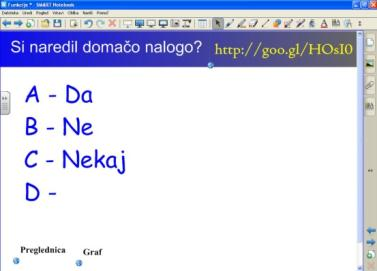 Funkcije * - SMART Notebook
Datoteka Uredi Pogled Vstavi Oblika Nariši Pomoč
Si naredil domačo nalogo? http://goo.gl/HOsI0
A - Da
B - Ne
C - Nekaj
D -
Preglednica Graf